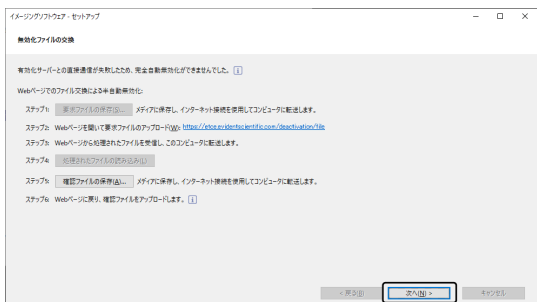 イメージングソフトウェア - セットアップ
無効化ファイルの交換
有効化サーバーとの直接通信が失敗したため、完全自動無効化ができませんでした。 i
Webページでのファイル交換による半自動無効化:
ステップ1: 要求ファイルの保存(S)... メディアに保存し、インターネット接続を使用してコンピュータに転送します。
ステップ2: Webページを開いて要求ファイルのアップロード(W): https://etce.evidentscientific.com/deactivation/file
ステップ3: Webページから処理されたファイルを受信し、このコンピュータに転送します。
ステップ4: 処理されたファイルの読み込み(L)
ステップ5: 確認ファイルの保存(A)... メディアに保存し、インターネット接続を使用してコンピュータに転送します。
ステップ6: Webページに戻り、確認ファイルをアップロードします。 i
< 戻る(B) 次へ(N) > キャンセル